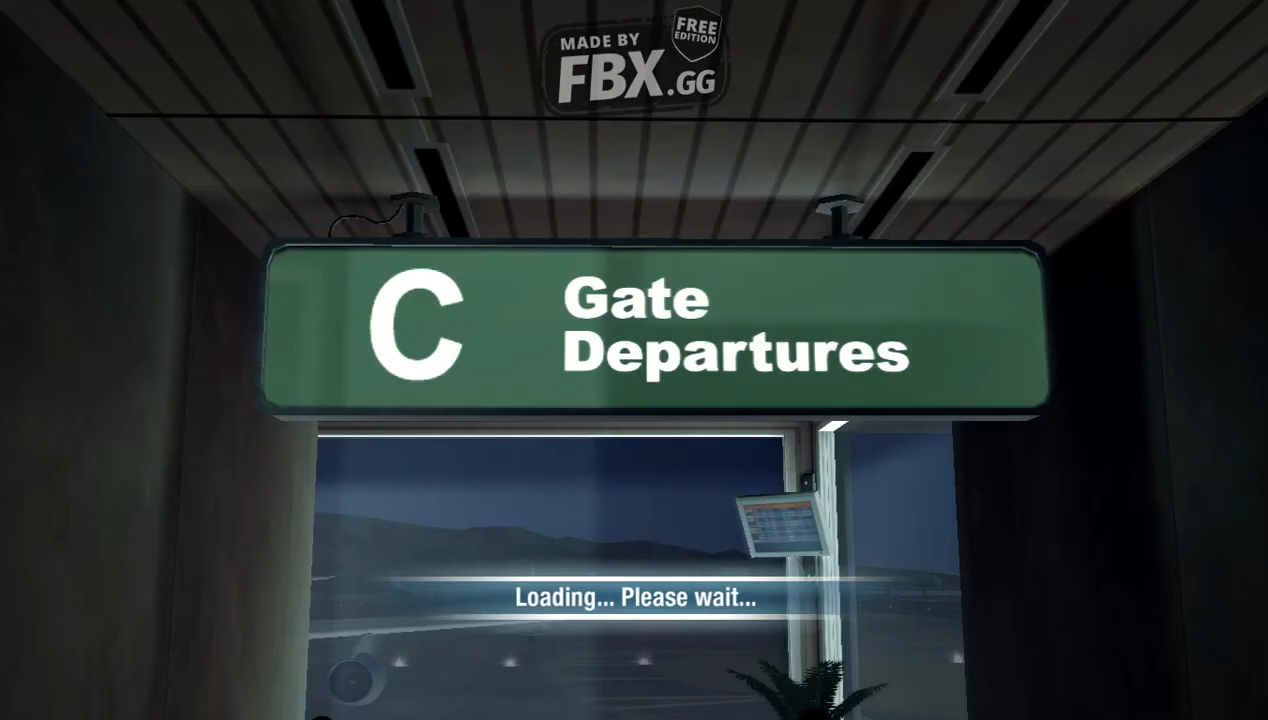 MADE BY
FREE
EDITION
FBX.GG
C
Gate
Departures
Loading... Please wait...